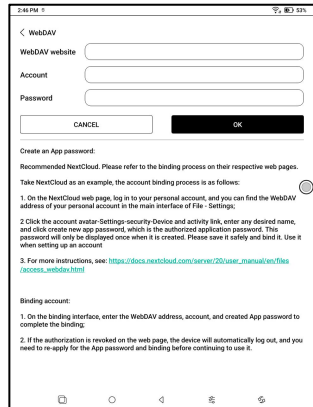 2:46 PM
53%
WebDAV
WebDAV website
Account
Password
CANCEL
OK
Create an App password:
Recommended NextCloud. Please refer to the binding process on their respective web pages.
Take NextCloud as an example, the account binding process is as follows:
1. On the NextCloud web page, log in to your personal account, and you can find the WebDAV
address of your personal account in the main interface of File - Settings;
2 Click the account avatar-Settings-security-Device and activity link, enter any desired name,
and click create new app password, which is the authorized application password. This
password will only be displayed once when it is created. Please save it safely and bind it. Use it
when setting up an account
3. For more instructions, see: https://docs.nextcloud.com/server/20/user_manual/en/files
/access_webdav.html
Binding account:
1. On the binding interface, enter the WebDAV address, account, and created App password to
complete the binding;
2. If the authorization is revoked on the web page, the device will automatically log out, and you
need to re-apply for the App password and binding before continuing to use it.